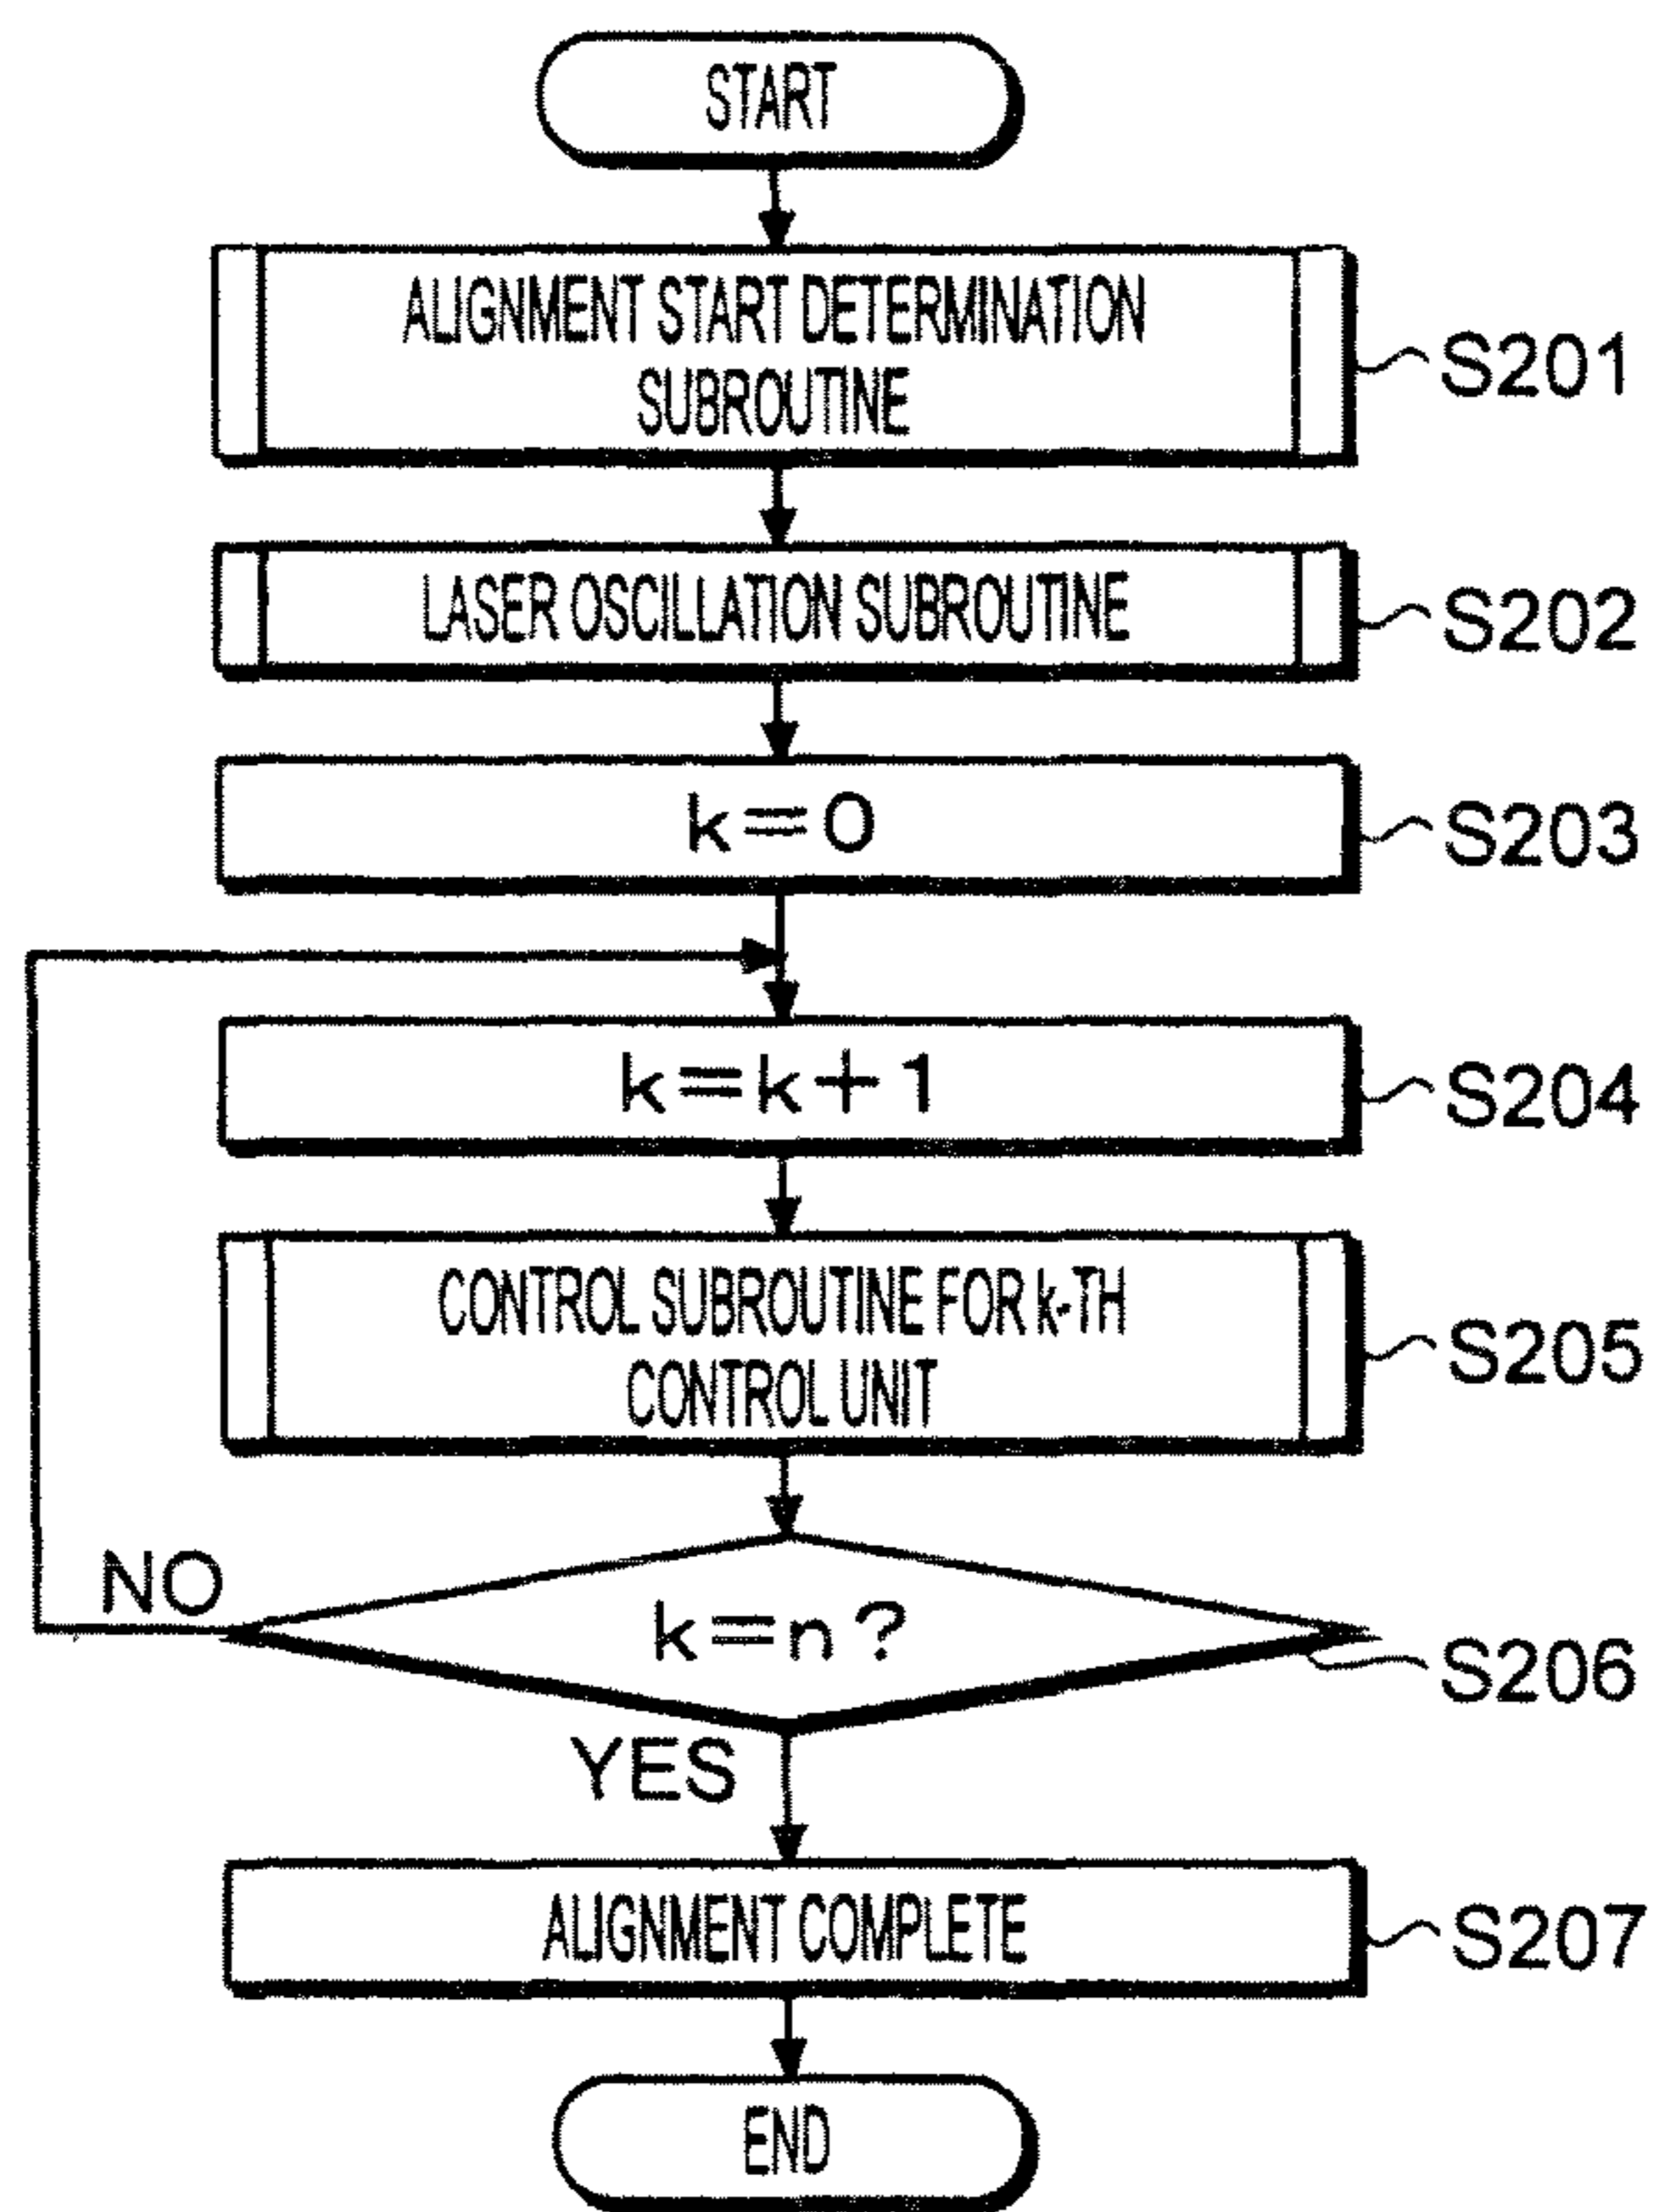 START
ALIGNMENT START DETERMINATION
SUBROUTINE
S201
LASER OSCILLATION SUBROUTINE
S202
k=0
S203
k=k+1
S204
CONTROL SUBROUTINE FOR k-TH
CONTROL UNIT
S205
NO
k=n?
S206
YES
ALIGNMENT COMPLETE
S207
END